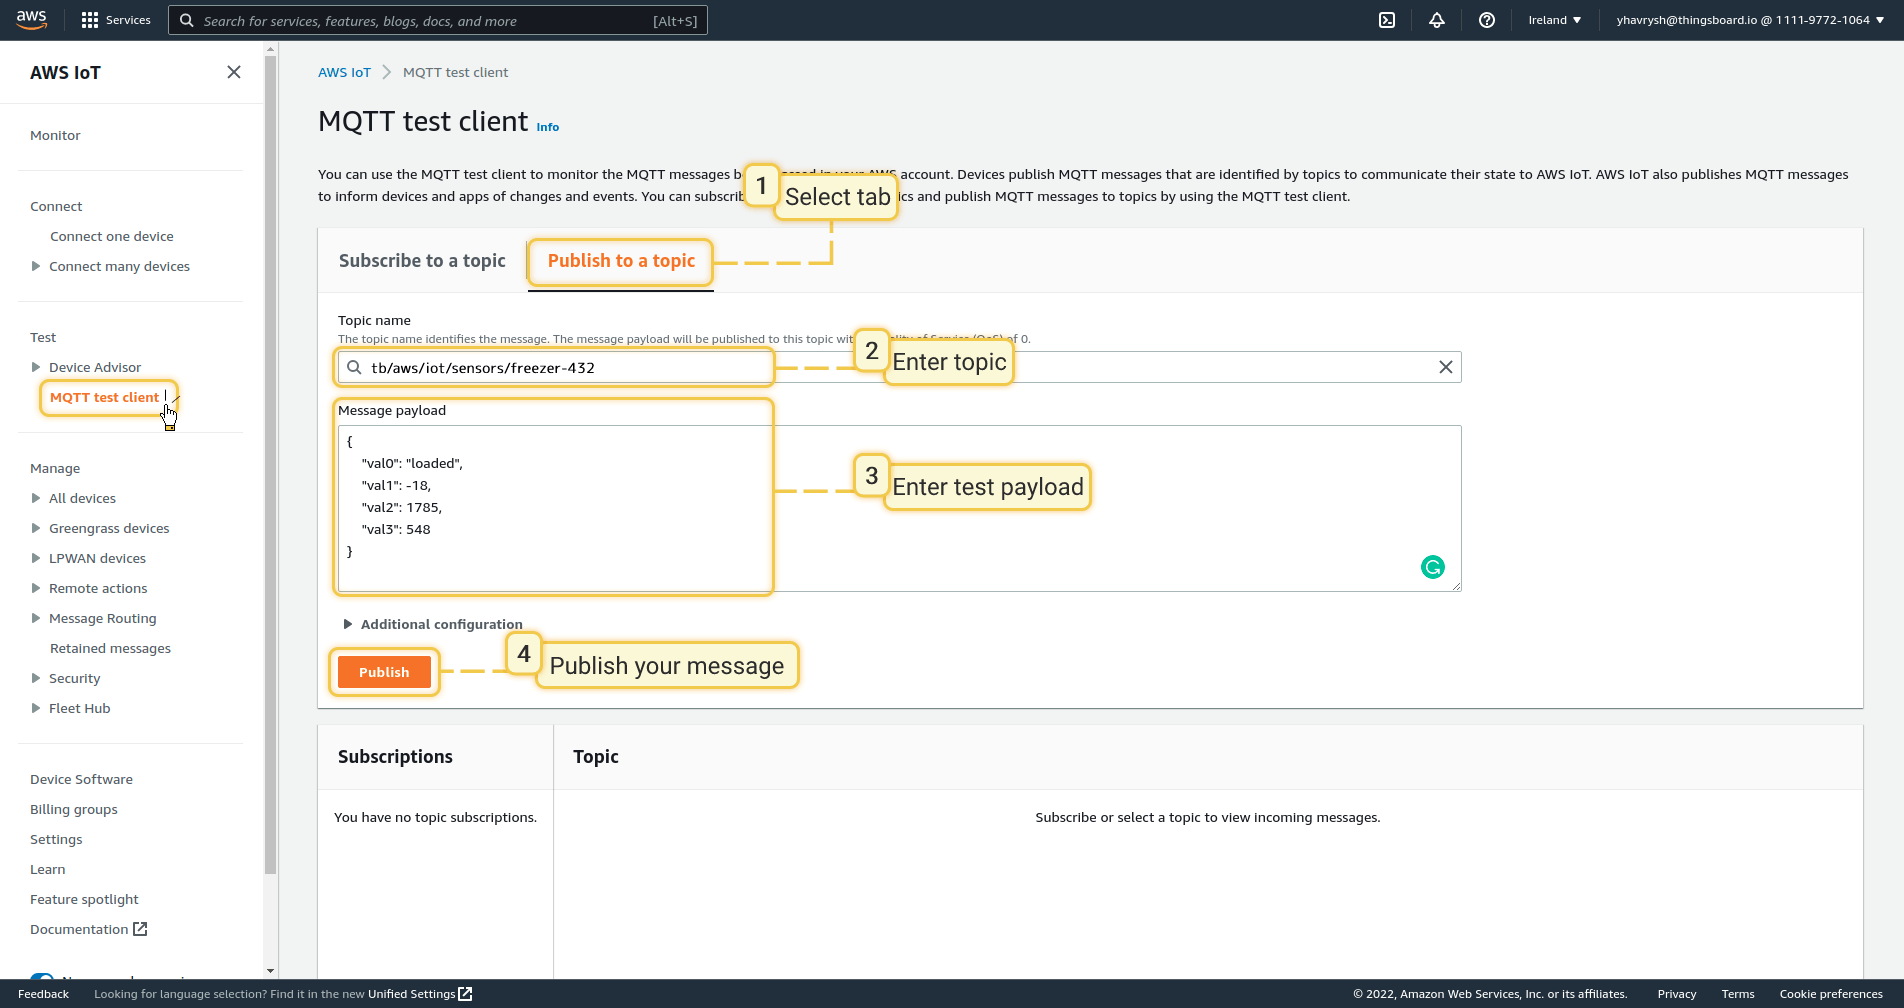 aws
Services
Search for services, features, blogs, docs, and more
[Alt+S]
Ireland
yhavrysh@thingsboard.io @ 1111-9772-1064
AWS IoT
Monitor
Connect
Connect one device
Connect many devices
Test
Device Advisor
MQTT test client
Manage
All devices
Greengrass devices
LPWAN devices
Remote actions
Message Routing
Retained messages
Security
Fleet Hub
Device Software
Billing groups
Settings
Learn
Feature spotlight
Documentation
AWS IoT
MQTT test client
MQTT test client Info
You can use the MQTT test client to monitor the MQTT messages account. Devices publish MQTT messages that are identified by topics to communicate their state to AWS IoT. AWS IoT also publishes MQTT messages
to inform devices and apps of changes and events. You can and publish MQTT messages to topics by using the MQTT test client.
1
Select tab
Subscribe to a topic
Publish to a topic
Topic name
The topic name identifies the message. The message payload will be published to this topic of 0.
2
Enter topic
tb/aws/iot/sensors/freezer-432
Message payload
{
"val0": "loaded",
"val1": -18,
"val2": 1785,
"val3": 548
}
3
Enter test payload
Additional configuration
Publish
4
Publish your message
Subscriptions
Topic
You have no topic subscriptions.
Subscribe or select a topic to view incoming messages.
Feedback
Looking for language selection? Find it in the new Unified Settings
© 2022, Amazon Web Services, Inc. or its affiliates.
Privacy
Terms
Cookie preferences